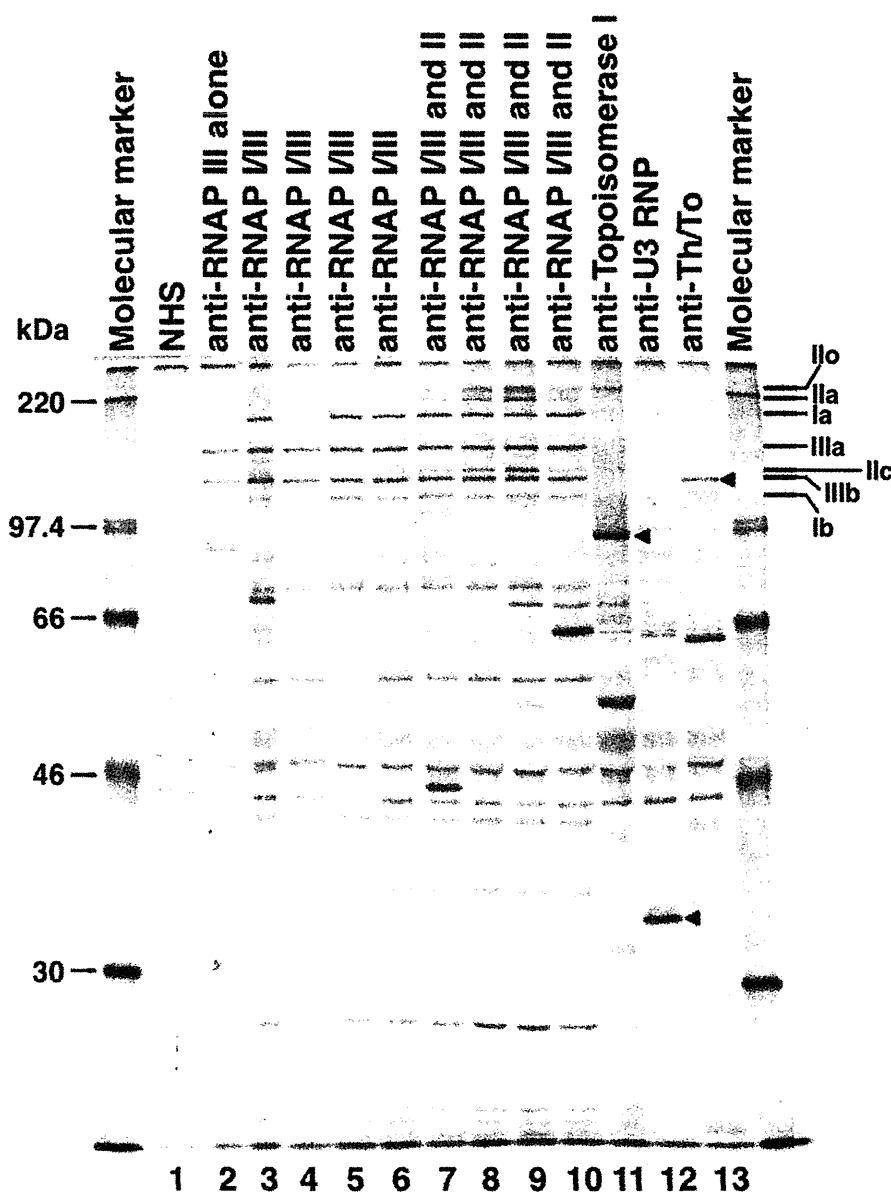 Molecular marker
NHS
anti-RNAP III alone
anti-RNAP I/III
anti-RNAP I/III
anti-RNAP I/III
anti-RNAP I/III
anti-RNAP I/III and II
anti-RNAP I/III and II
anti-RNAP I/III and II
anti-RNAP I/III and II
anti-Topoisomerase I
anti-U3 RNP
anti-Th/To
Molecular marker
kDa
220
97.4
66
46
30
IIo
IIa
Ia
IIIa
IIc
IIIb
Ib
1 2 3 4 5 6 7 8 9 10 11 12 13